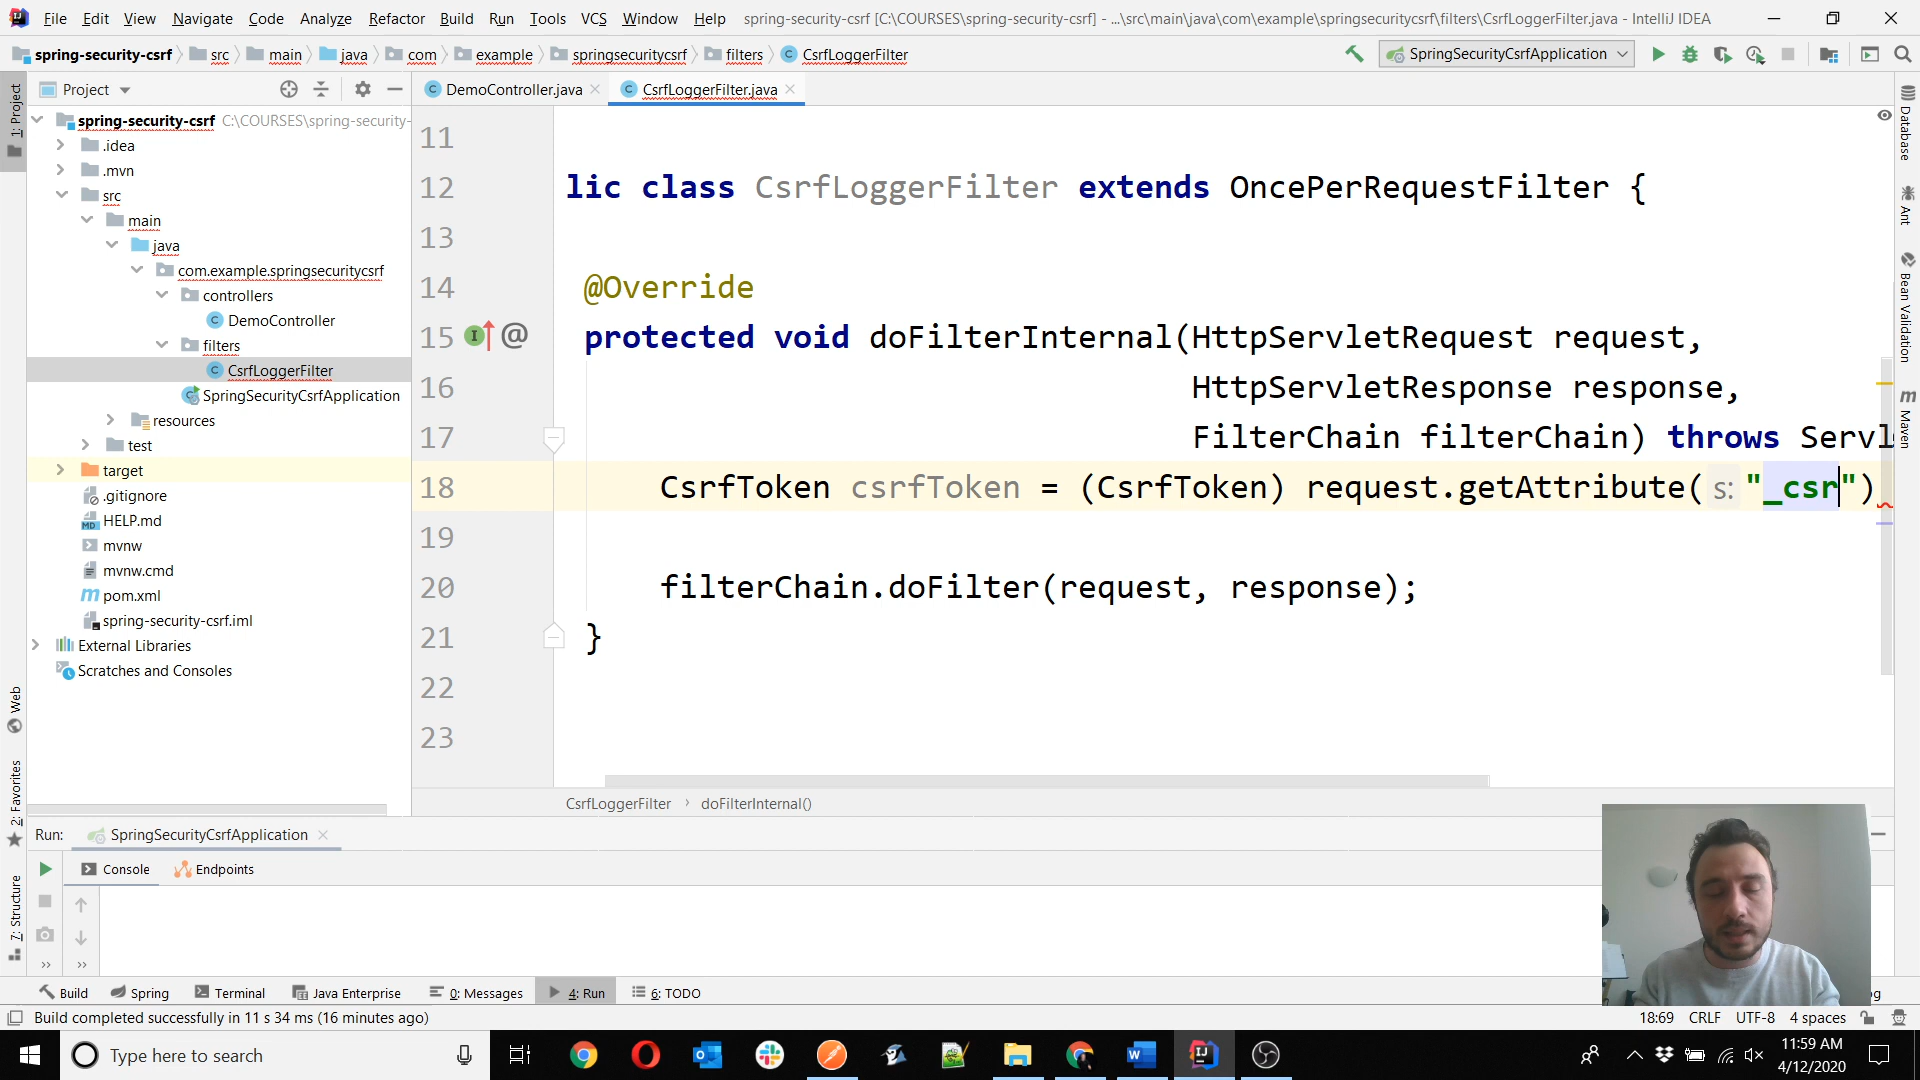 File Edit View Navigate Code Analyze Refactor Build Run Tools VCS Window Help spring-security-csrf [C:\COURSES\spring-security-csrf] - ...\src\main\java\com\example\springsecuritycsrf\filters\CsrfLoggerFilter.java - IntelliJ IDEA
spring-security-csrf src main java com example springsecuritycsrf filters CsrfLoggerFilter SpringSecurityCsrfApplication
1: Project
Project
DemoController.java CsrfLoggerFilter.java
spring-security-csrf C:\COURSES\spring-security-
.idea
.mvn
src
main
java
com.example.springsecuritycsrf
controllers
DemoController
filters
CsrfLoggerFilter
SpringSecurityCsrfApplication
resources
test
target
.gitignore
HELP.md
mvnw
mvnw.cmd
pom.xml
spring-security-csrf.iml
External Libraries
Scratches and Consoles
11
12 lic class CsrfLoggerFilter extends OncePerRequestFilter {
13
14 @Override
15 protected void doFilterInternal(HttpServletRequest request,
16 HttpServletResponse response,
17 FilterChain filterChain) throws Servl
18 CsrfToken csrfToken = (CsrfToken) request.getAttribute( s: "_csr")
19
20 filterChain.doFilter(request, response);
21 }
22
23
CsrfLoggerFilter › doFilterInternal()
Database
Ant
Bean Validation
Maven
Web
2: Favorites
7: Structure
Run: SpringSecurityCsrfApplication
Console Endpoints
Build Spring Terminal Java Enterprise 0: Messages 4: Run 6: TODO
Build completed successfully in 11 s 34 ms (16 minutes ago) 18:69 CRLF UTF-8 4 spaces
Type here to search
11:59 AM
4/12/2020